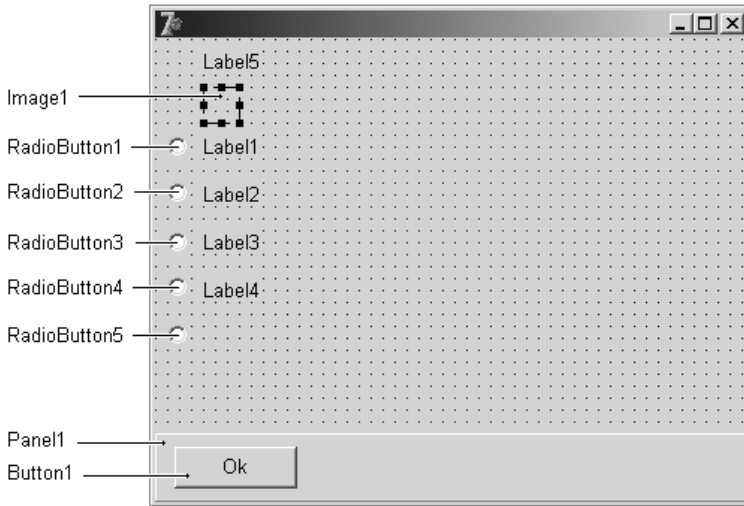 Label5
Image1
RadioButton1 Label1
RadioButton2 Label2
RadioButton3 Label3
RadioButton4 Label4
RadioButton5
Panel1
Button1 Ok